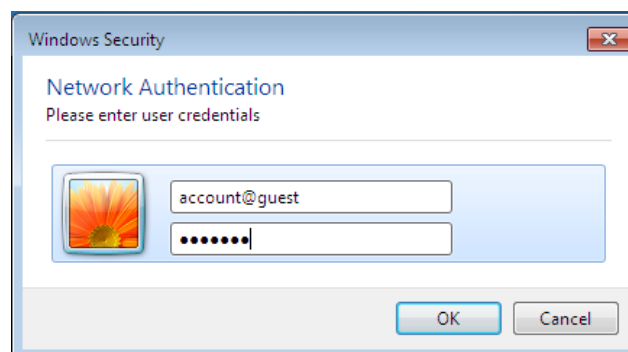 Windows Security
Network Authentication
Please enter user credentials
account@guest
•••••••
OK Cancel